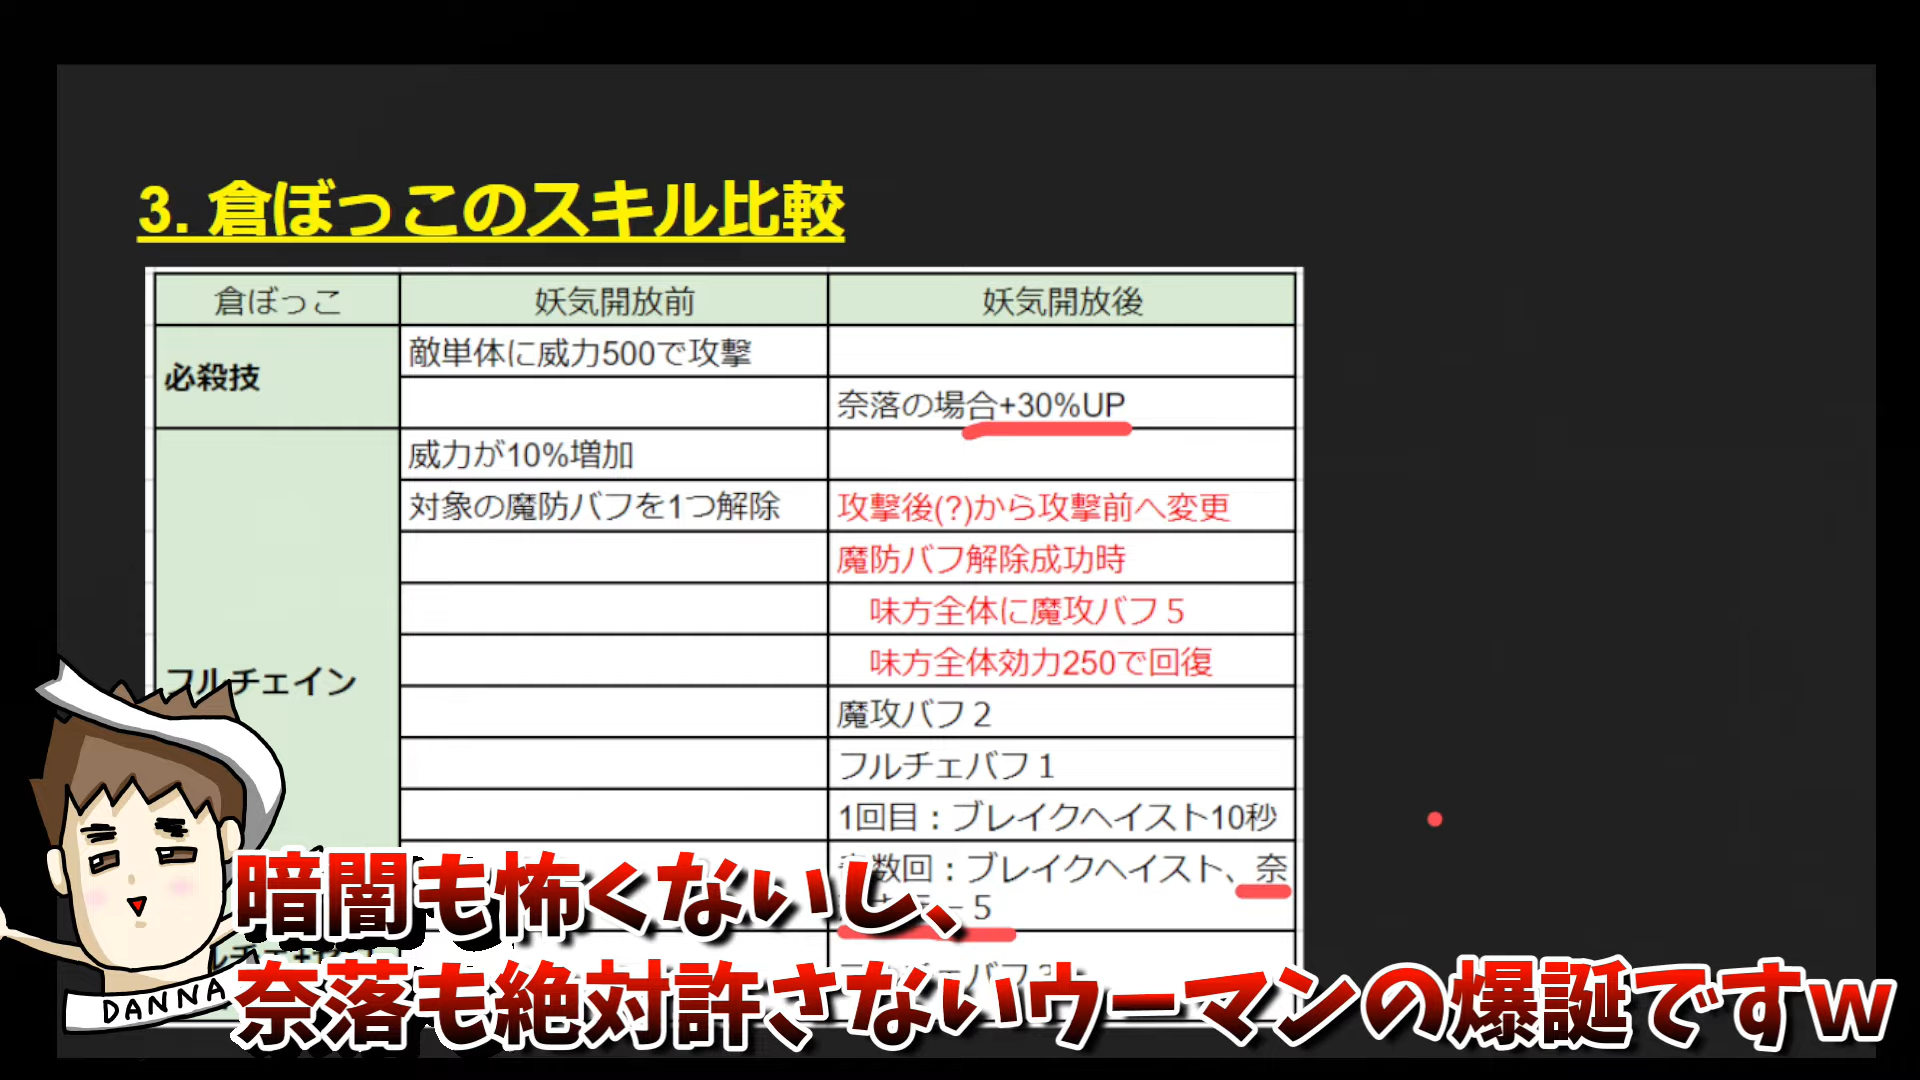 3. 倉ぼっこのスキル比較
倉ぼっこ 妖気開放前 妖気開放後
必殺技
敵単体に威力500で攻撃
奈落の場合+30%UP
フルチェイン
威力が10%増加
対象の魔防バフを1つ解除 攻撃後(?)から攻撃前へ変更
魔防バフ解除成功時
味方全体に魔攻バフ５
味方全体効力250で回復
魔攻バフ２
フルチェバフ１
1回目：ブレイクヘイスト10秒
数回：ブレイクヘイスト、奈
５
暗闇も怖くないし、
奈落も絶対許さないウーマンの爆誕ですw
DANNA